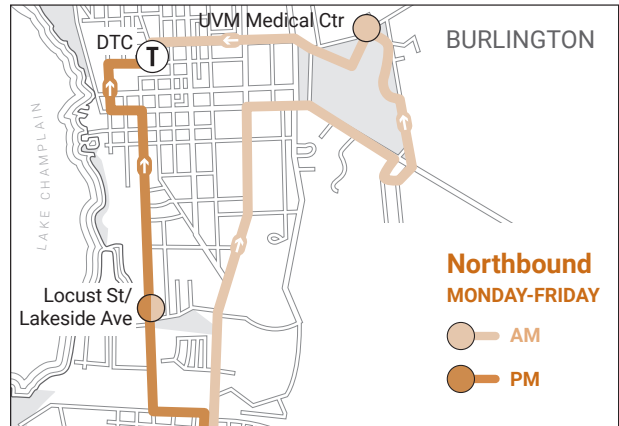 UVM Medical Ctr
DTC
T
BURLINGTON
LAKE CHAMPLAIN
Locust St/
Lakeside Ave
Northbound
MONDAY-FRIDAY
AM
PM